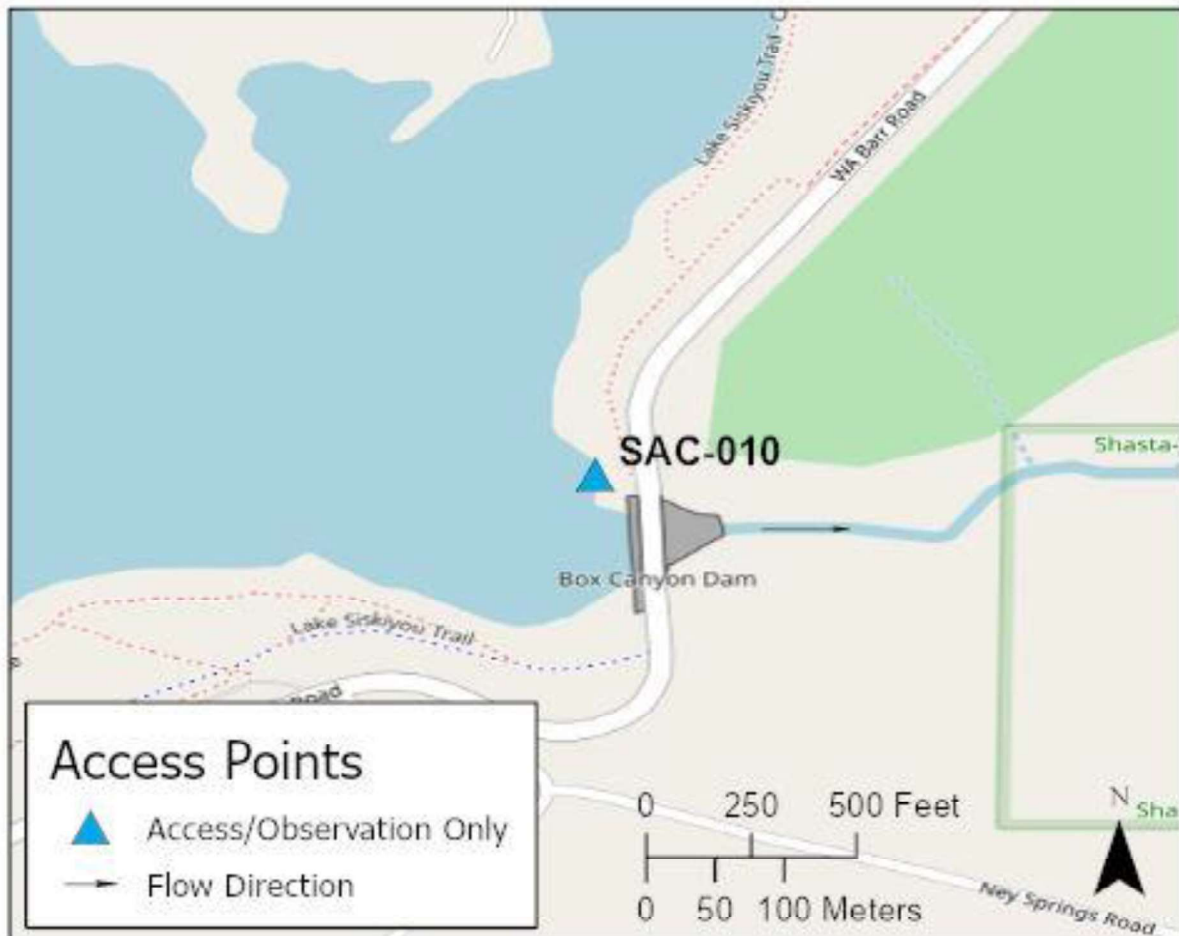 Lake Siskiyou Trail - C
WA Barr Road
SAC-010
Shasta-
Box Canyon Dam
Lake Siskiyou Trail
Road
Access Points
Access/Observation Only
Flow Direction
0 250 500 Feet
0 50 100 Meters
N
Sha
Ney Springs Road